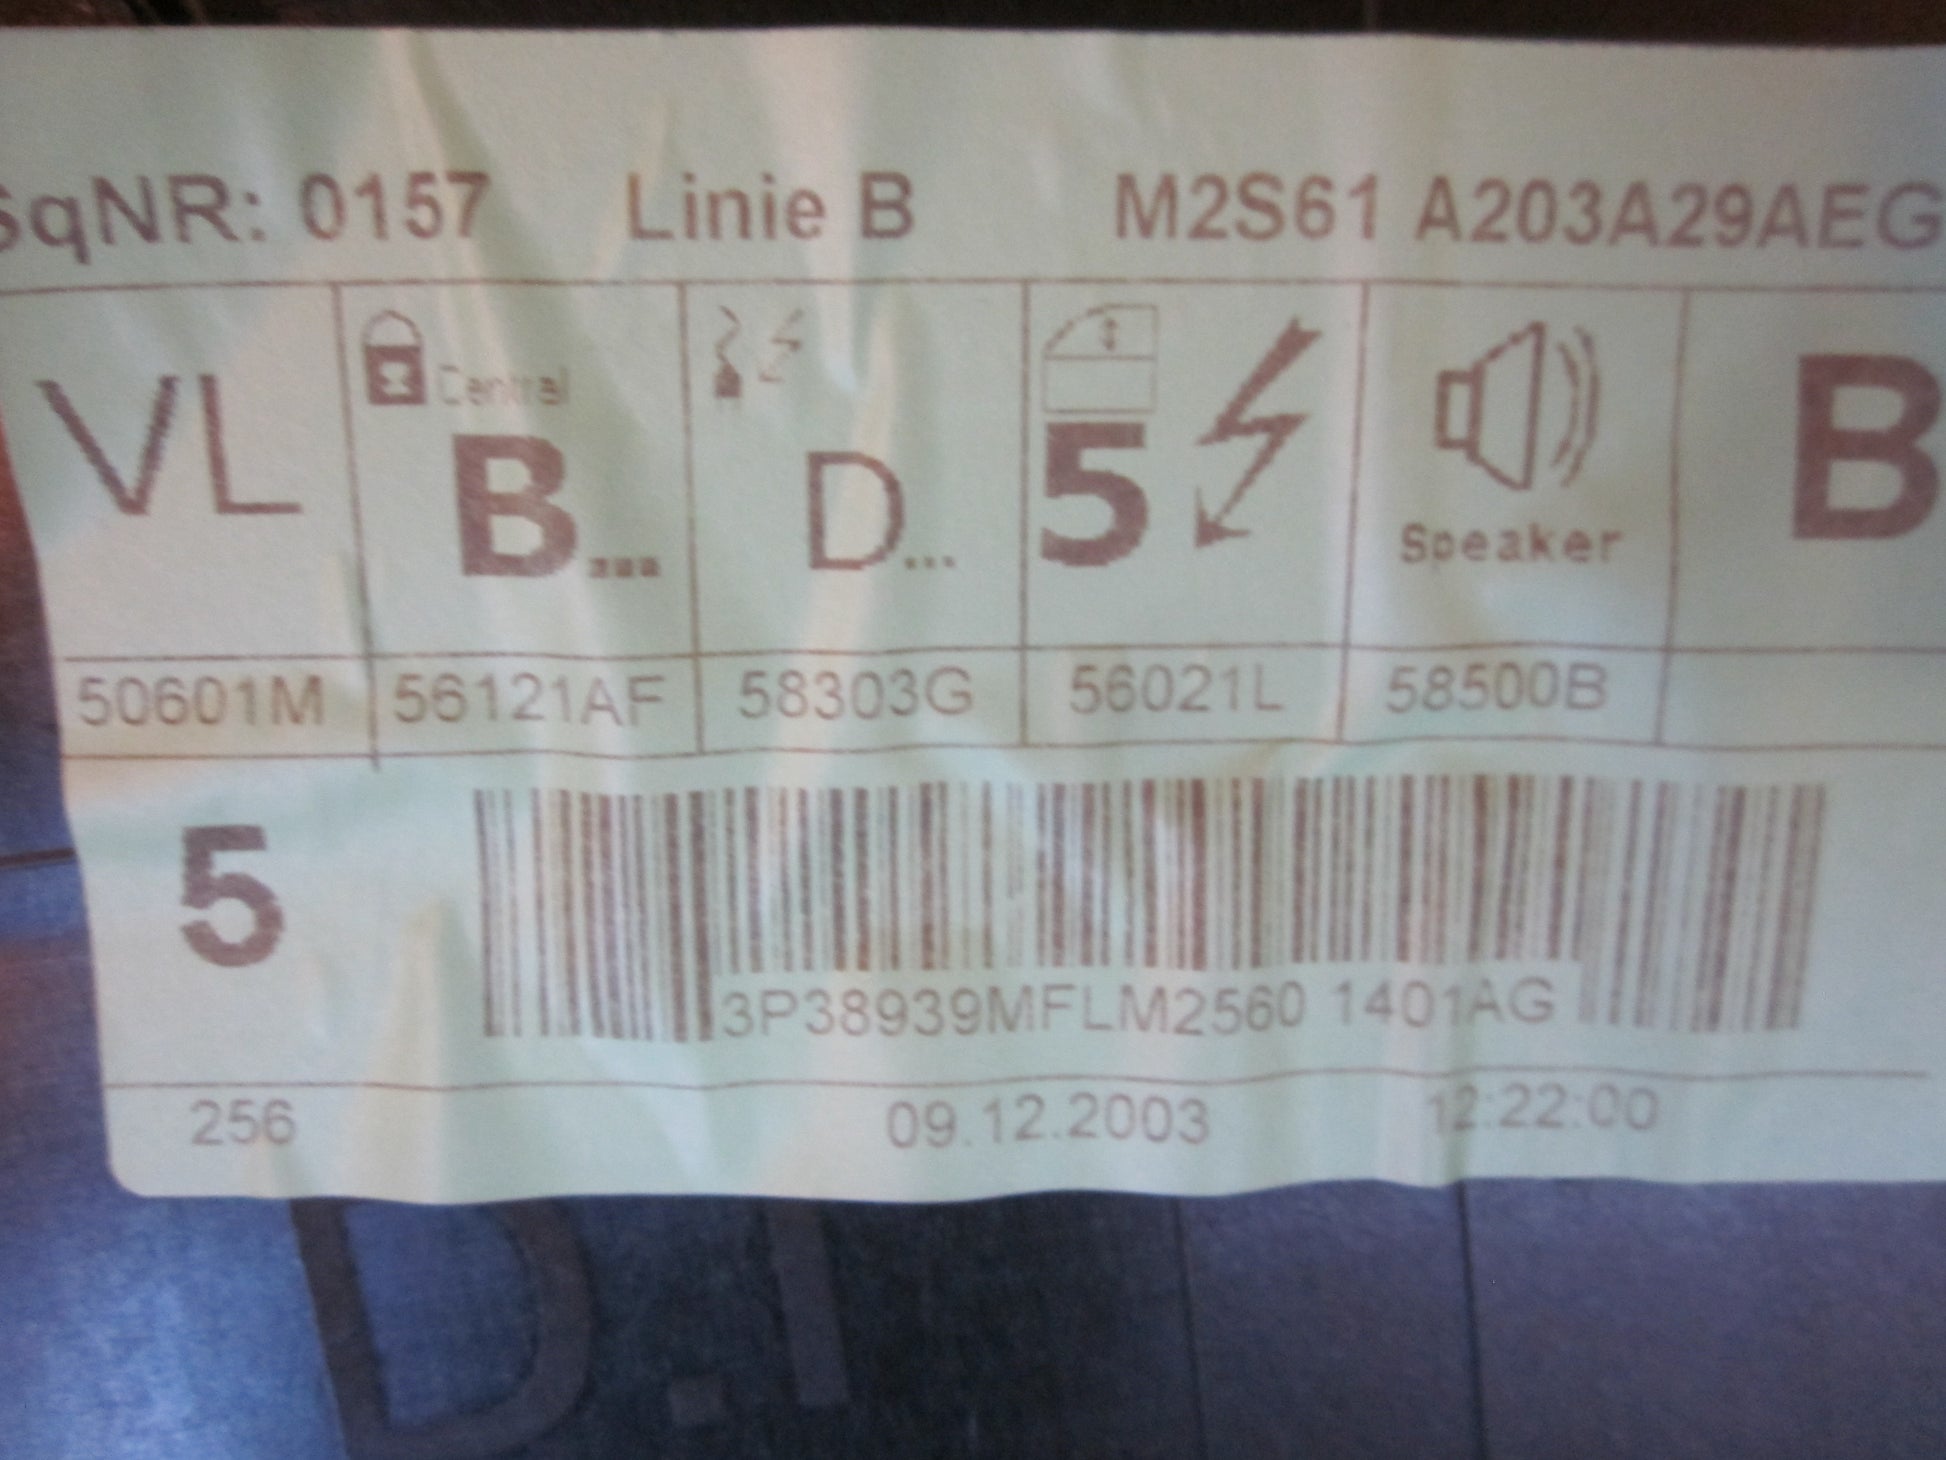 SqNR: 0157 Linie B M2S61 A203A29AEG
VL Central B... D... 5 Speaker B
50601M 56121AF 58303G 56021L 58500B
5
3P38939MFLM2560 1401AG
256 09.12.2003 12:22:00
D.I